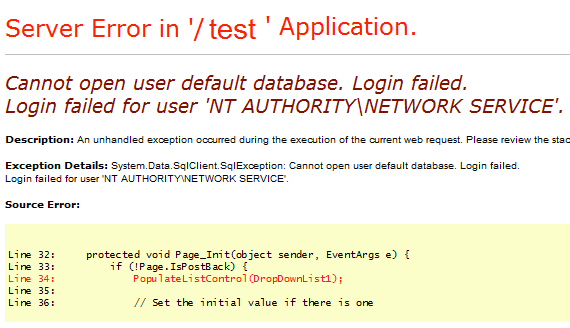 Server Error in '/test ' Application.
Cannot open user default database. Login failed.
Login failed for user 'NT AUTHORITY\NETWORK SERVICE'.
Description: An unhandled exception occurred during the execution of the current web request. Please review the stac
Exception Details: System.Data.SqlClient.SqlException: Cannot open user default database. Login failed.
Login failed for user 'NT AUTHORITY\NETWORK SERVICE'.
Source Error:
Line 32:     protected void Page_Init(object sender, EventArgs e) {
Line 33:         if (!Page.IsPostBack) {
Line 34:             PopulateListControl(DropDownList1);
Line 35:
Line 36:             // Set the initial value if there is one